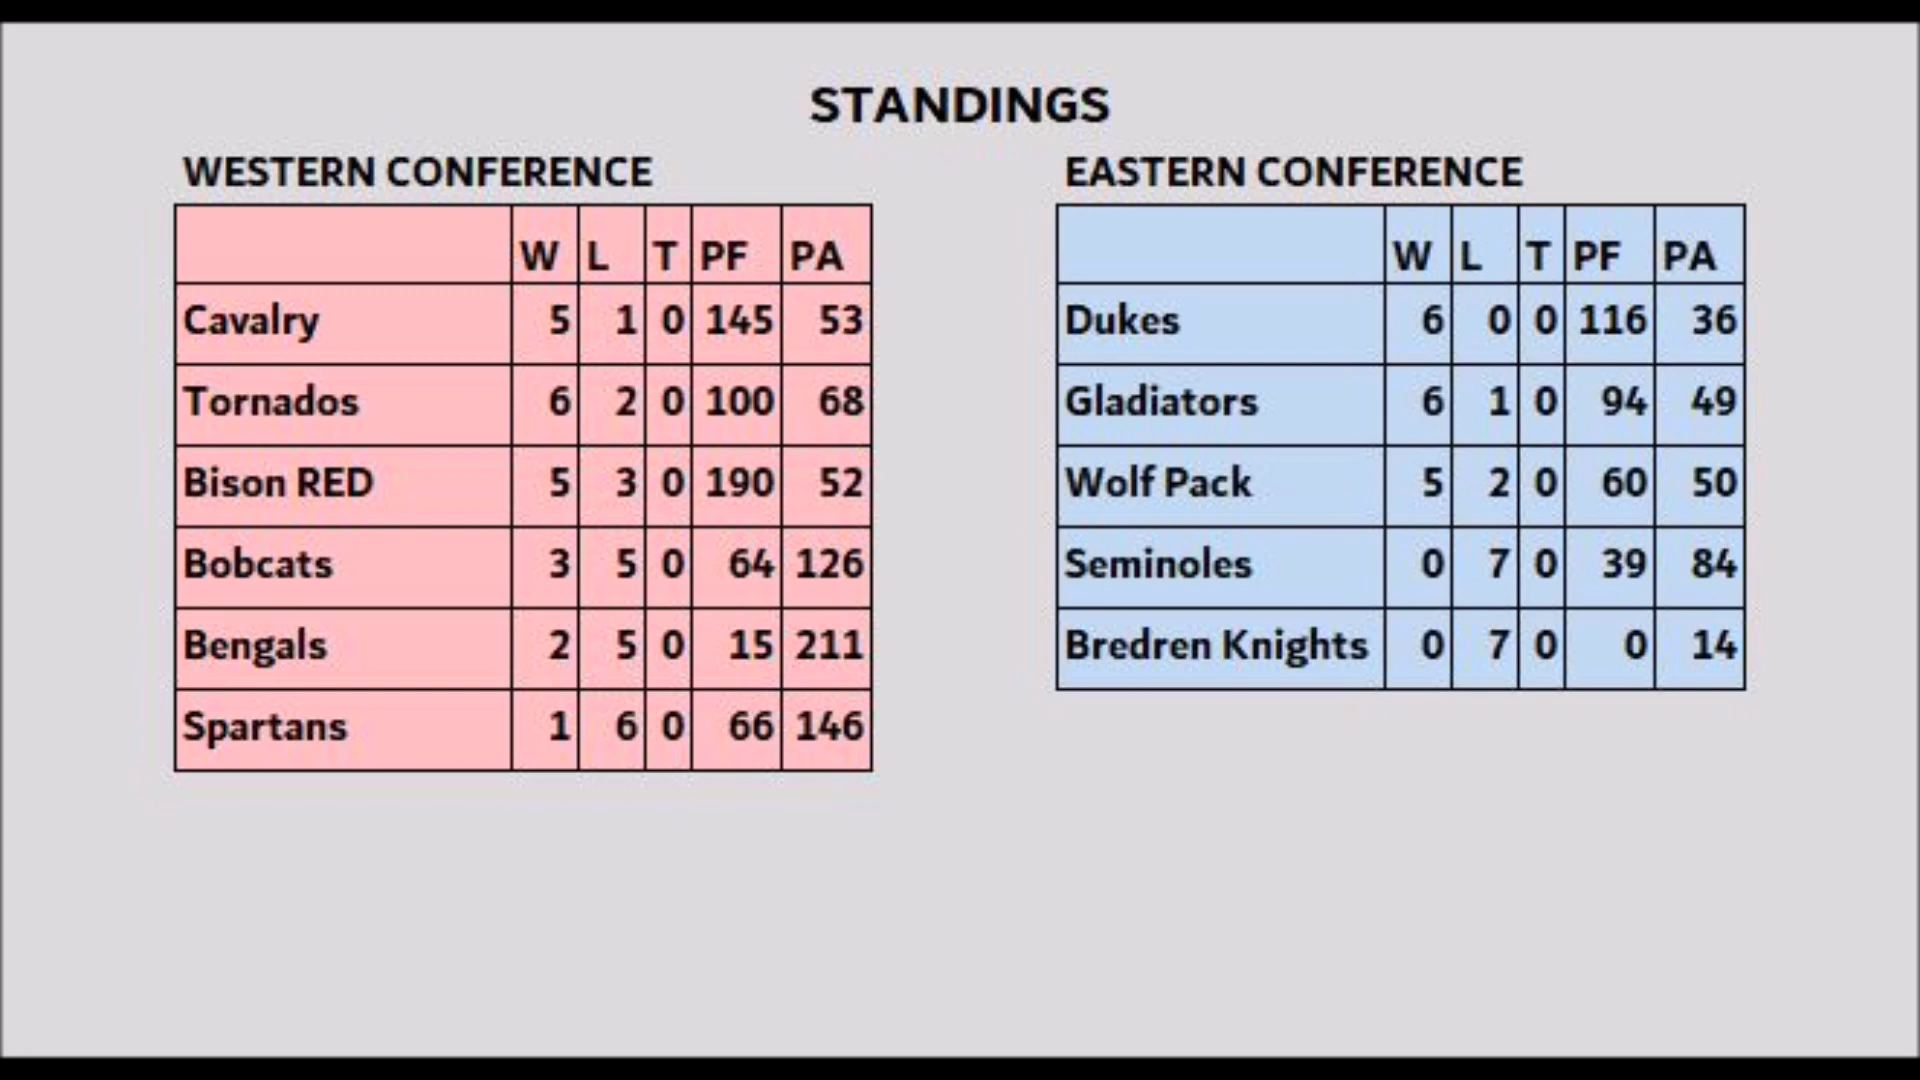 STANDINGS
WESTERN CONFERENCE
W L T PF PA
Cavalry 5 1 0 145 53
Tornados 6 2 0 100 68
Bison RED 5 3 0 190 52
Bobcats 3 5 0 64 126
Bengals 2 5 0 15 211
Spartans 1 6 0 66 146
EASTERN CONFERENCE
W L T PF PA
Dukes 6 0 0 116 36
Gladiators 6 1 0 94 49
Wolf Pack 5 2 0 60 50
Seminoles 0 7 0 39 84
Bredren Knights 0 7 0 0 14